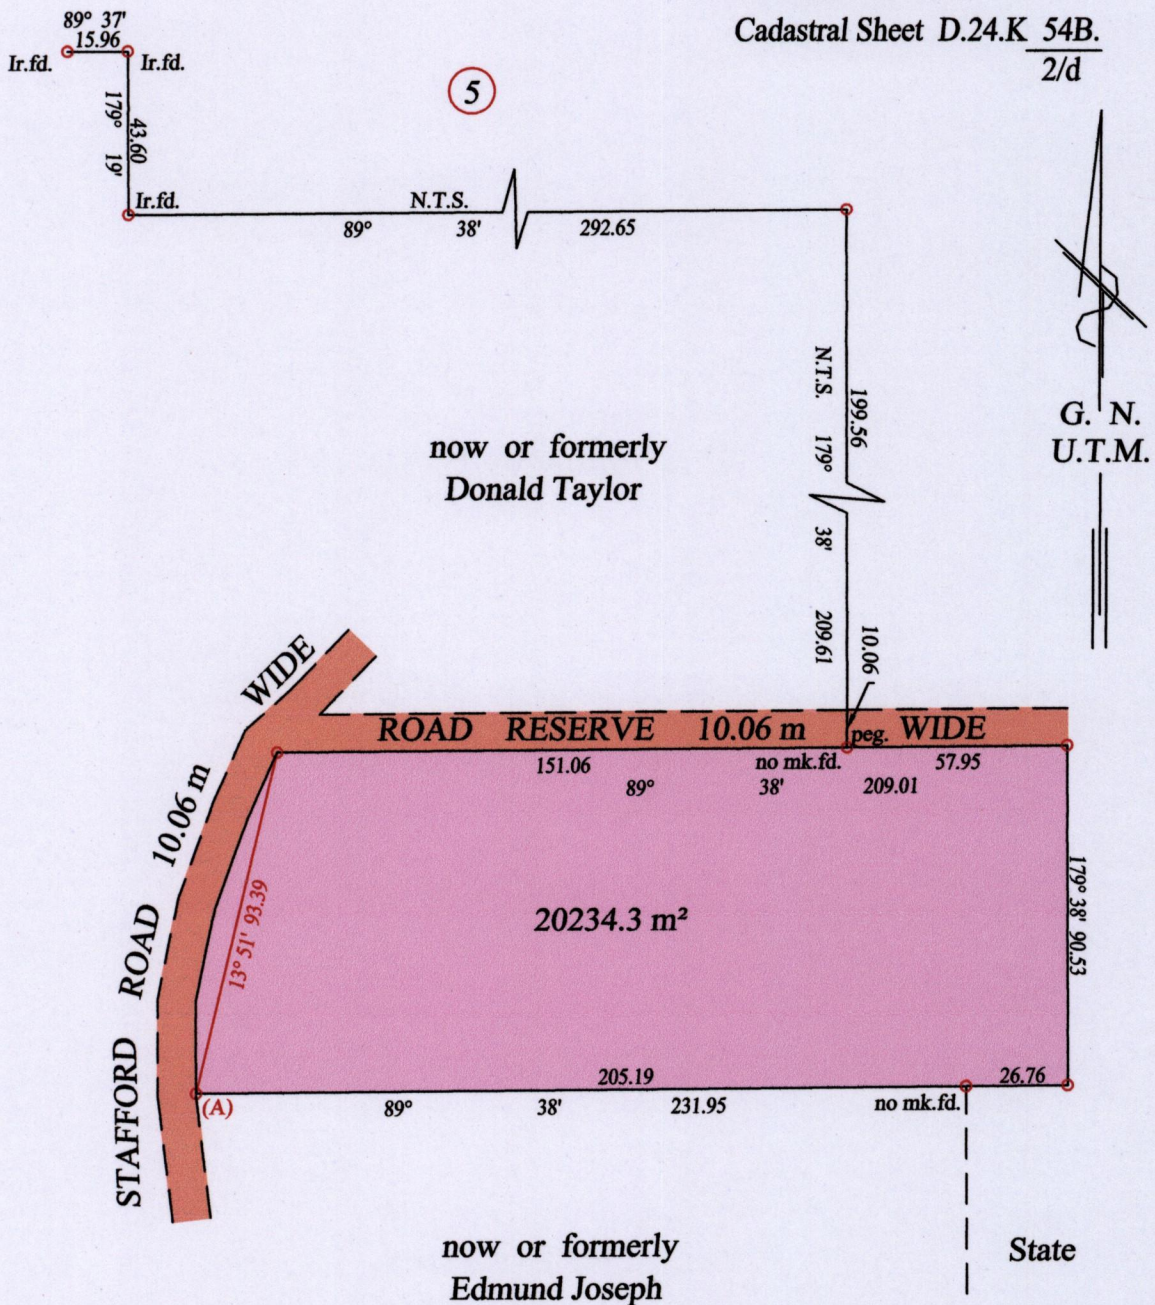 89° 37'
15.96
Ir.fd.
Ir.fd.
Cadastral Sheet D.24.K 54B.
2/d
5
179° 19'
43.60
Ir.fd.
N.T.S.
89° 38' 292.65
N.T.S. 179° 38' 209.61
199.56
10.06
G. N.
U.T.M.
now or formerly
Donald Taylor
STAFFORD ROAD 10.06 m WIDE
ROAD RESERVE 10.06 m WIDE
peg.
151.06
no mk.fd.
57.95
89° 38' 209.01
13° 51' 93.39
20234.3 m²
179° 38' 90.53
205.19
26.76
(A)
89° 38' 231.95
no mk.fd.
now or formerly
Edmund Joseph
State